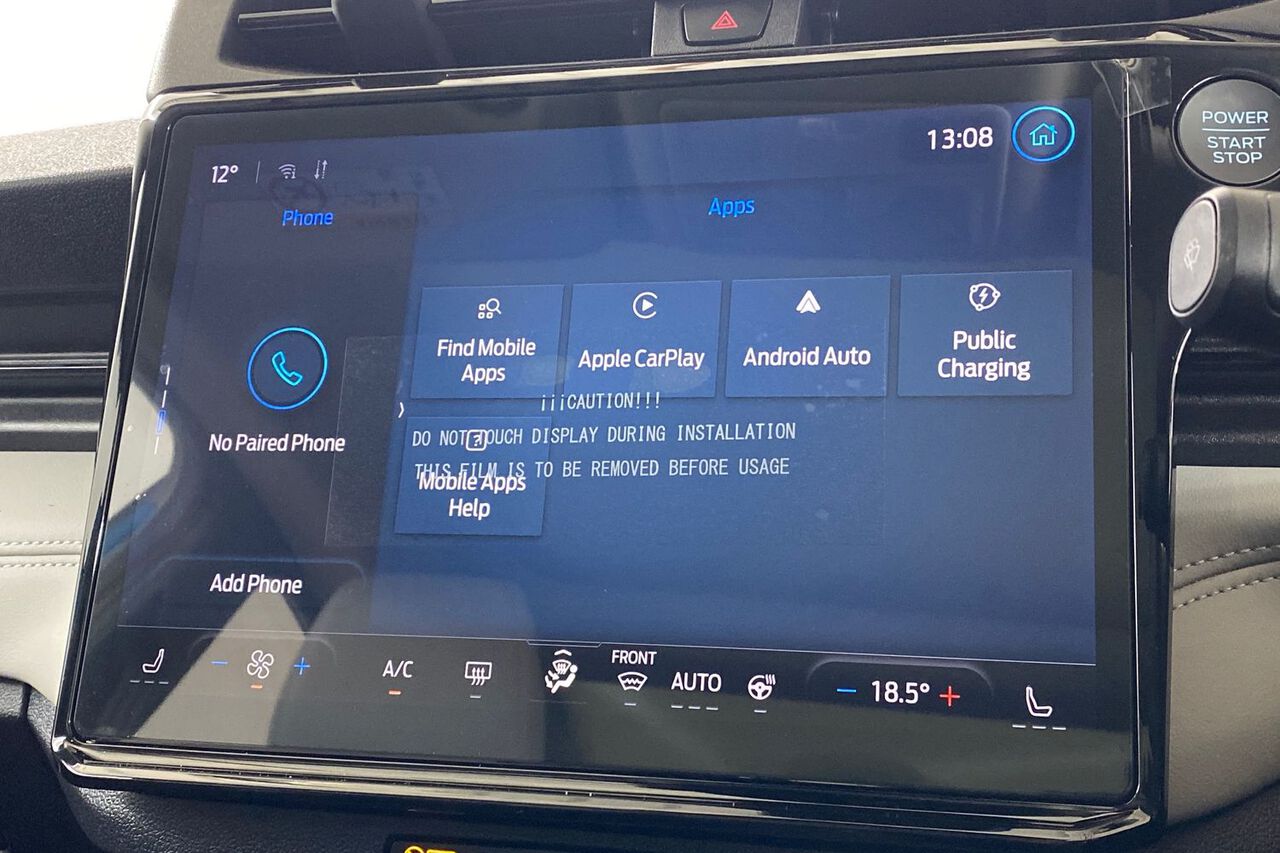 POWER
START
STOP
12°
13:08
Phone
Apps
Find Mobile
Apps
Apple CarPlay
Android Auto
Public
Charging
¡¡¡CAUTION!!!
DO NOT TOUCH DISPLAY DURING INSTALLATION
THIS FILM IS TO BE REMOVED BEFORE USAGE
No Paired Phone
Mobile Apps
Help
Add Phone
A/C
FRONT
AUTO
18.5°